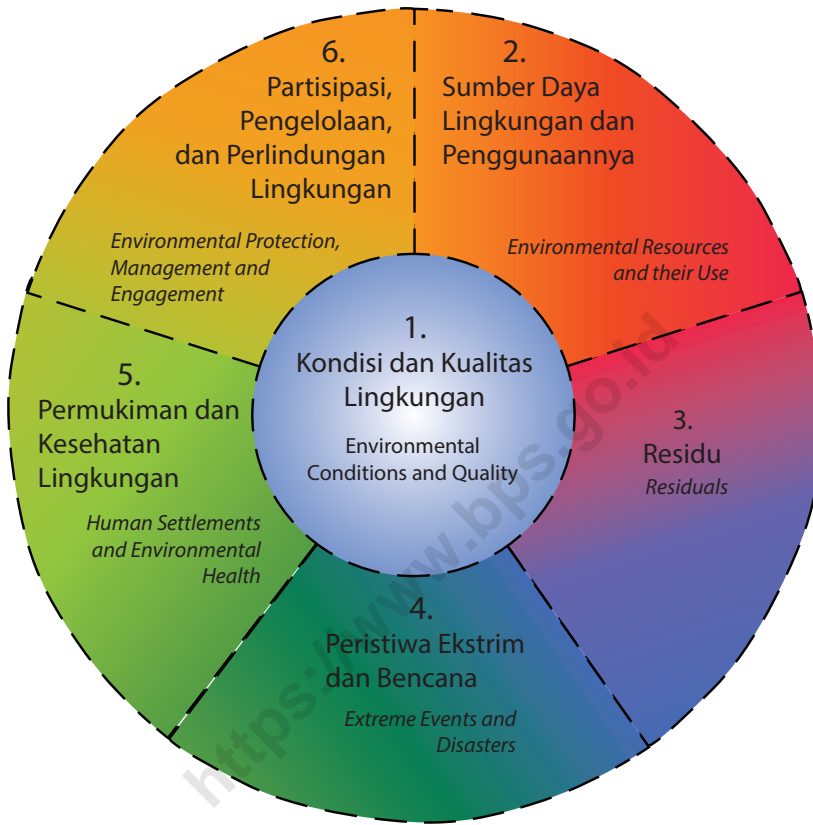 1.
Kondisi dan Kualitas
Lingkungan
Environmental
Conditions and Quality
2.
Sumber Daya
Lingkungan dan
Penggunaannya
Environmental Resources
and their Use
3.
Residu
Residuals
4.
Peristiwa Ekstrim
dan Bencana
Extreme Events and
Disasters
5.
Permukiman dan
Kesehatan
Lingkungan
Human Settlements
and Environmental
Health
6.
Partisipasi,
Pengelolaan,
dan Perlindungan
Lingkungan
Environmental Protection,
Management and
Engagement
https://www.bps.go.id